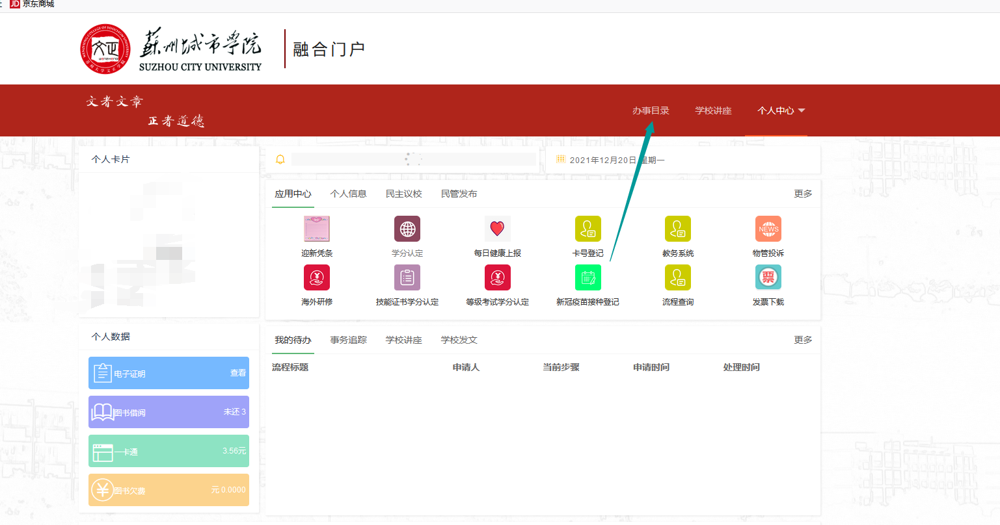 京东商城
蘇州城市學院
SUZHOU CITY UNIVERSITY
融合门户
文者文章
正者道德
办事目录 学校讲座 个人中心
个人卡片
2021年12月20日 星期一
应用中心 个人信息 民主议校 民管发布 更多
NEWS
迎新凭条 学分认定 每日健康上报 卡号登记 教务系统 物管投诉
票
海外研修 技能证书学分认定 等级考试学分认定 新冠疫苗接种登记 流程查询 发票下载
个人数据
电子证明 查看
图书借阅 未还 3
一卡通 3.56元
图书欠费 元 0.0000
我的待办 事务追踪 学校讲座 学校发文 更多
流程标题 申请人 当前步骤 申请时间 处理时间